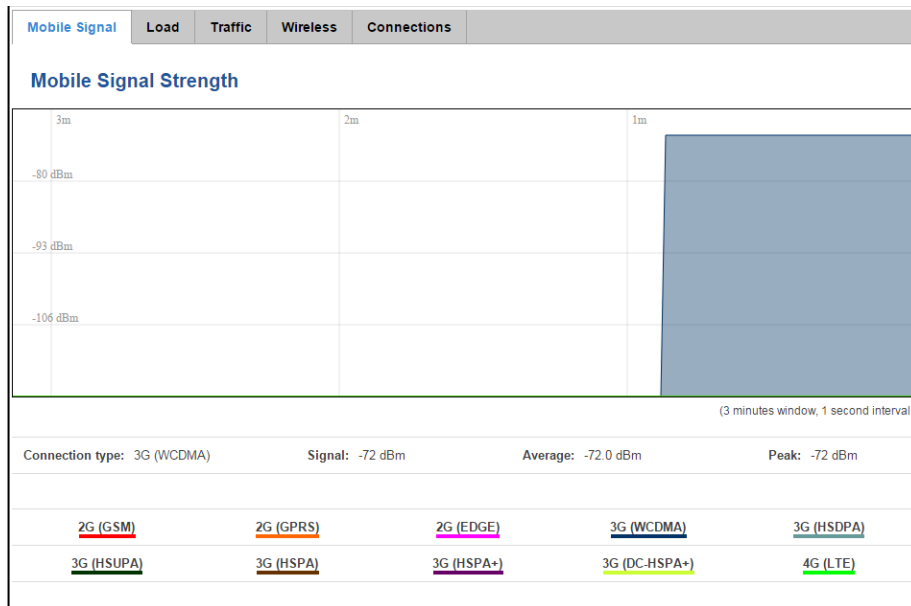 Mobile Signal Load Traffic Wireless Connections
Mobile Signal Strength
3m 2m 1m
-80 dBm
-93 dBm
-106 dBm
(3 minutes window, 1 second interval
Connection type: 3G (WCDMA) Signal: -72 dBm Average: -72.0 dBm Peak: -72 dBm
2G (GSM) 2G (GPRS) 2G (EDGE) 3G (WCDMA) 3G (HSDPA)
3G (HSUPA) 3G (HSPA) 3G (HSPA+) 3G (DC-HSPA+) 4G (LTE)